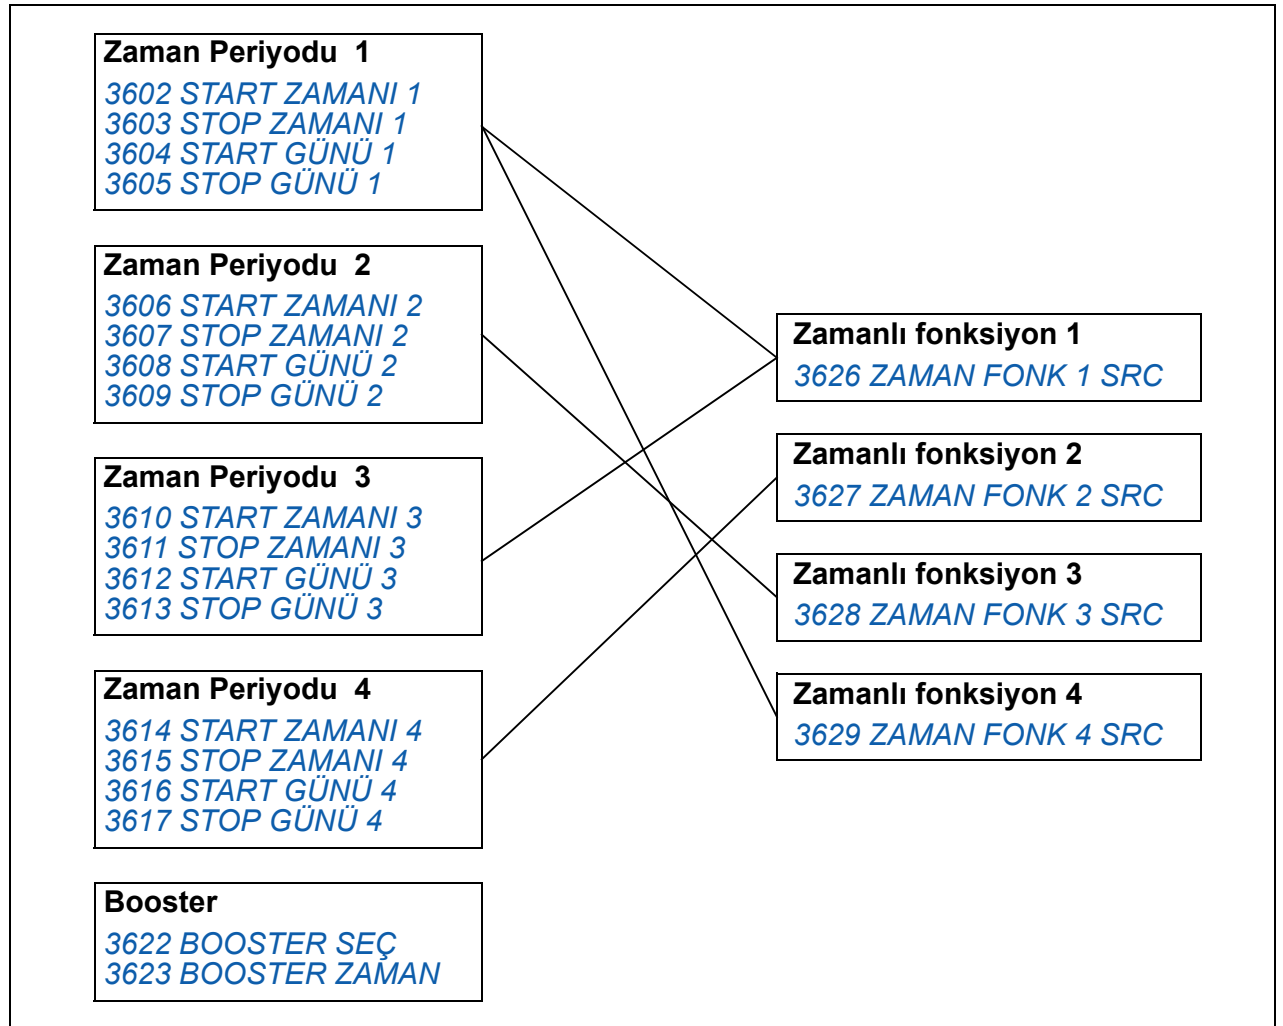 Zaman Periyodu 1
3602 START ZAMANI 1
3603 STOP ZAMANI 1
3604 START GÜNÜ 1
3605 STOP GÜNÜ 1
Zaman Periyodu 2
3606 START ZAMANI 2
3607 STOP ZAMANI 2
3608 START GÜNÜ 2
3609 STOP GÜNÜ 2
Zaman Periyodu 3
3610 START ZAMANI 3
3611 STOP ZAMANI 3
3612 START GÜNÜ 3
3613 STOP GÜNÜ 3
Zaman Periyodu 4
3614 START ZAMANI 4
3615 STOP ZAMANI 4
3616 START GÜNÜ 4
3617 STOP GÜNÜ 4
Booster
3622 BOOSTER SEÇ
3623 BOOSTER ZAMAN
Zamanlı fonksiyon 1
3626 ZAMAN FONK 1 SRC
Zamanlı fonksiyon 2
3627 ZAMAN FONK 2 SRC
Zamanlı fonksiyon 3
3628 ZAMAN FONK 3 SRC
Zamanlı fonksiyon 4
3629 ZAMAN FONK 4 SRC